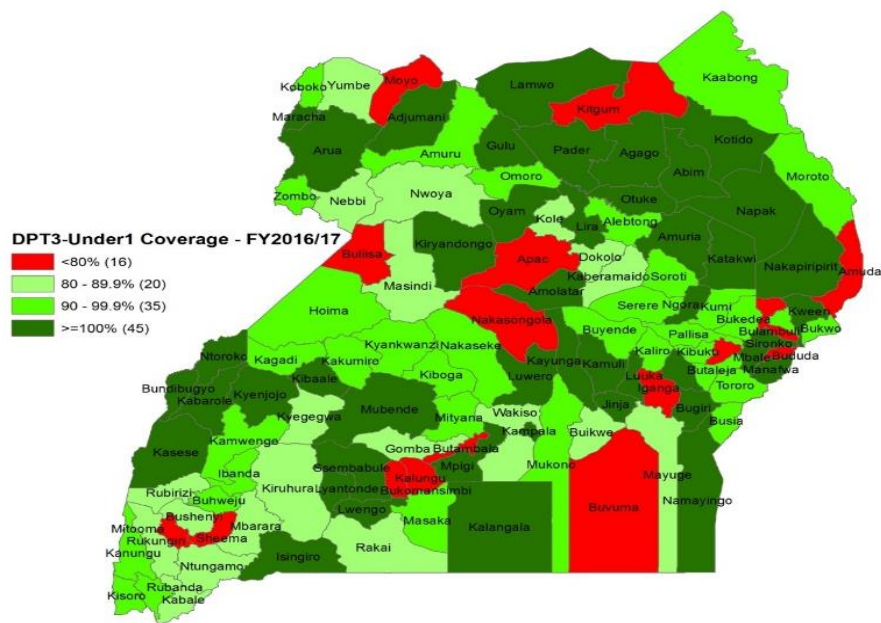 Kaabong
Lamwo
Moyo
Koboko
Yumbe
Kitgum
Maracha
Adjumani
Kotido
Arua
Gulu
Pader
Agago
Amuru
Abim
Moroto
Omoro
Zombo
Nebbi
Nwoya
Otuke
Oyam
Kole
Lira
Alebtong
Napak
DPT3-Under1 Coverage - FY2016/17
<80% (16)
80 - 89.9% (20)
90 - 99.9% (35)
>=100% (45)
Buliisa
Kiryandongo
Apac
Dokolo
Amuria
Katakwi
Nakapiripirit
Amuda
Masindi
Kaberamaido
Soroti
Amolatar
Hoima
Nakasongola
Serere
Ngora
Kumi
Bukedea
Kween
Bulambuli
Bukwo
Buyende
Pallisa
Sironko
Ntoroko
Kagadi
Kakumiro
Kyankwanzi
Nakaseke
Kayunga
Kamuli
Kaliro
Kibuko
Mbale
Bududa
Butaleja
Manafwa
Bundibugyo
Kabarole
Kyenjojo
Kibaale
Kiboga
Luwero
Luuka
Iganga
Tororo
Kyegegwa
Mubende
Mityana
Wakiso
Jinja
Bugiri
Busia
Kasese
Kamwenge
Kampala
Buikwe
Gomba
Butambala
Ibanda
Ssembabule
Mpigi
Mukono
Mayuge
Rubirizi
Buhweju
Kiruhura
Lyantonde
Kalungu
Bukomansimbi
Buvuma
Namayingo
Bushenyi
Mitooma
Mbarara
Lwengo
Masaka
Kalangala
Rukungiri
Sheema
Kanungu
Isingiro
Rakai
Ntungamo
Rubanda
Kisoro
Kabale